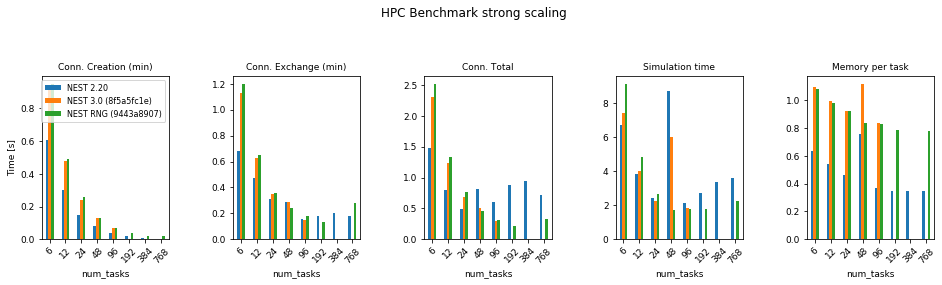 HPC Benchmark strong scaling
Conn. Creation (min)
Time [s]
0.8
0.6
0.4
0.2
0.0
NEST 2.20
NEST 3.0 (8f5a5fc1e)
NEST RNG (9443a8907)
6 12 24 48 96 192 384 768
num_tasks
Conn. Exchange (min)
1.2
1.0
0.8
0.6
0.4
0.2
0.0
6 12 24 48 96 192 384 768
num_tasks
Conn. Total
2.5
2.0
1.5
1.0
0.5
0.0
6 12 24 48 96 192 384 768
num_tasks
Simulation time
8
6
4
2
0
6 12 24 48 96 192 384 768
num_tasks
Memory per task
1.0
0.8
0.6
0.4
0.2
0.0
6 12 24 48 96 192 384 768
num_tasks